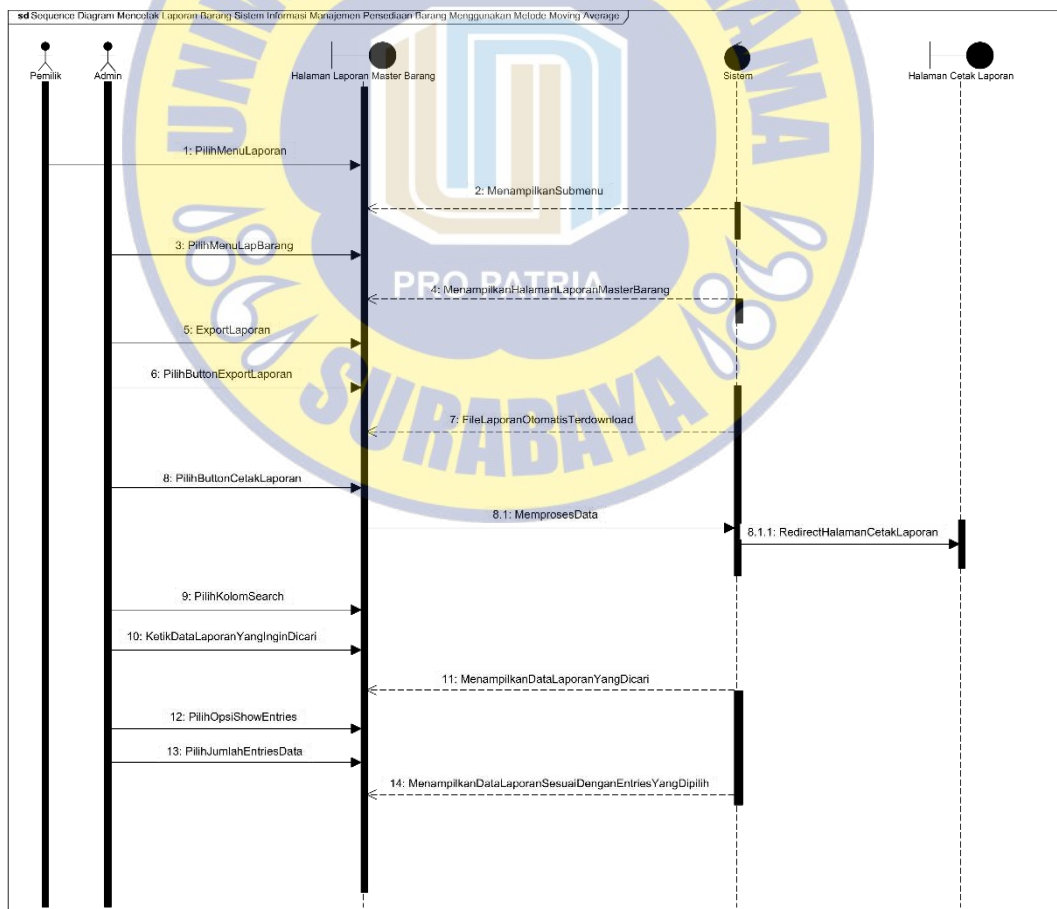 sd Sequence Diagram Mencetak Laporan Barang Sistem Informasi Manajemen Persediaan Barang Menggunakan Metode Moving Average
Pemilik
Admin
Halaman Laporan Master Barang
Sistem
Halaman Cetak Laporan
1: PilihMenuLaporan
2: MenampilkanSubmenu
3: PilihMenuLapBarang
PRO PATRIA
4: MenampilkanHalamanLaporanMasterBarang
5: ExportLaporan
6: PilihButtonExportLaporan
7: FileLaporanOtomatisTerdownload
SURABAYA
8: PilihButtonCetakLaporan
8.1: MemprosesData
8.1.1: RedirectHalamanCetakLaporan
9: PilihKolomSearch
10: KetikDataLaporanYangInginDicari
11: MenampilkanDataLaporanYangDicari
12: PilihOpsiShowEntries
13: PilihJumlahEntriesData
14: MenampilkanDataLaporanSesuaiDenganEntriesYangDipilih